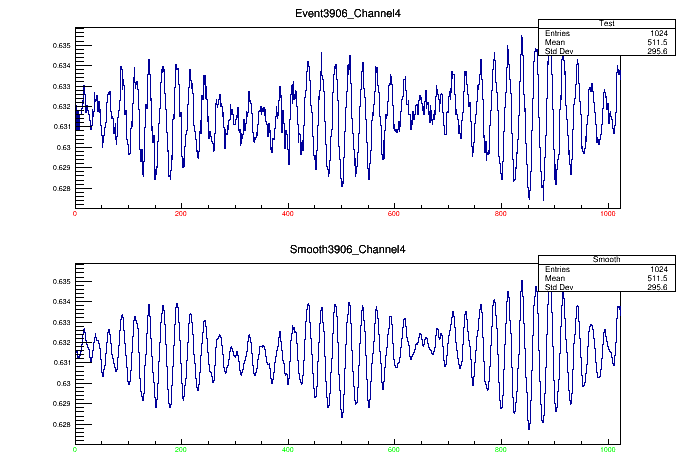 Event3906_Channel4
Test
Entries 1024
Mean 511.5
Std Dev 295.6
0.635
0.634
0.633
0.632
0.631
0.63
0.629
0.628
0 200 400 600 800 1000
Smooth3906_Channel4
Smooth
Entries 1024
Mean 511.5
Std Dev 295.6
0.635
0.634
0.633
0.632
0.631
0.63
0.629
0.628
0 200 400 600 800 1000